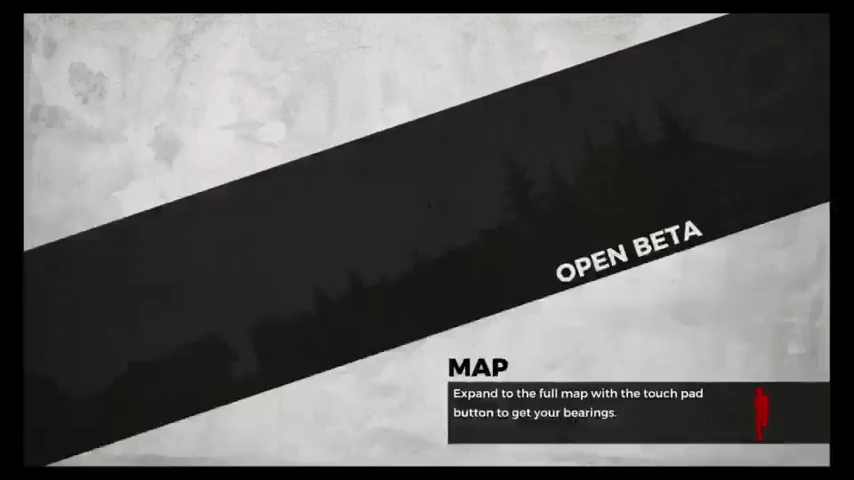 OPEN BETA
MAP
Expand to the full map with the touch pad
button to get your bearings.